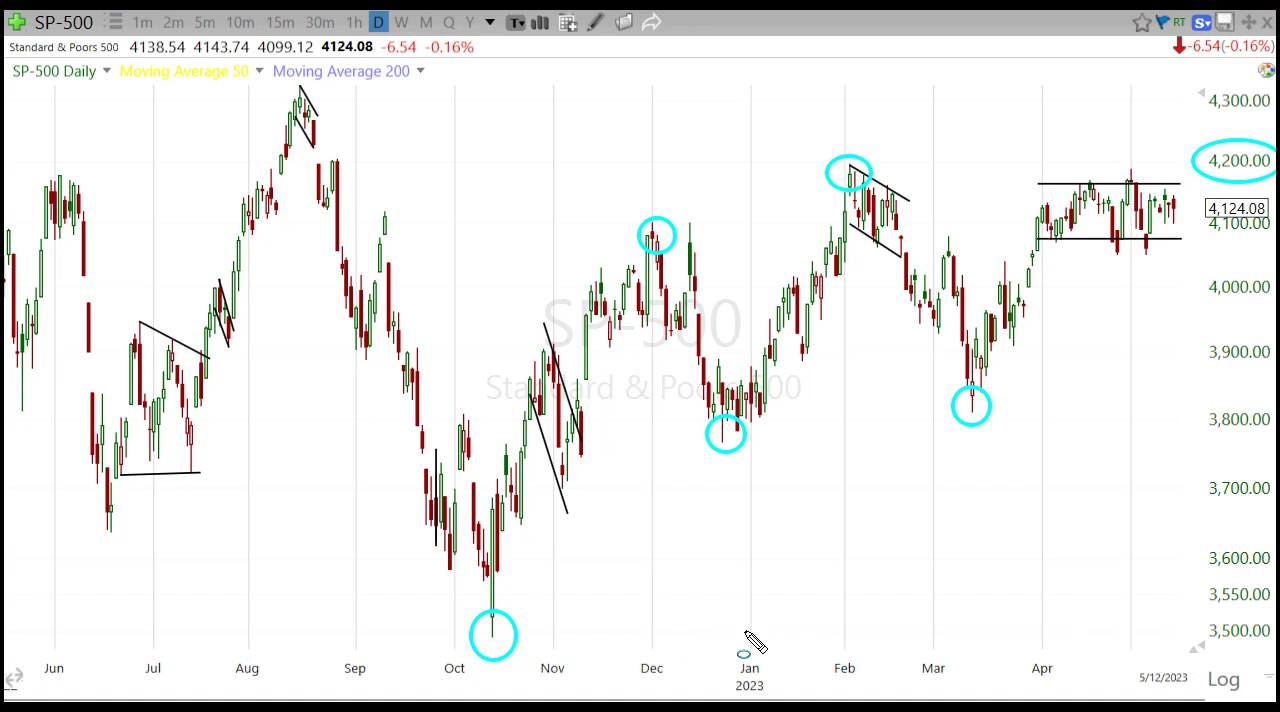 SP-500 1m 2m 5m 10m 15m 30m 1h D W M Q Y T RT S
Standard & Poors 500 4138.54 4143.74 4099.12 4124.08 -6.54 -0.16% -6.54(-0.16%)
SP-500 Daily Moving Average 50 Moving Average 200
4,300.00
4,200.00
4,124.08
4,100.00
4,000.00
SP-500
3,900.00
Standard & Poors 500
3,800.00
3,700.00
3,600.00
3,550.00
3,500.00
Jun Jul Aug Sep Oct Nov Dec Jan Feb Mar Apr
2023
5/12/2023 Log